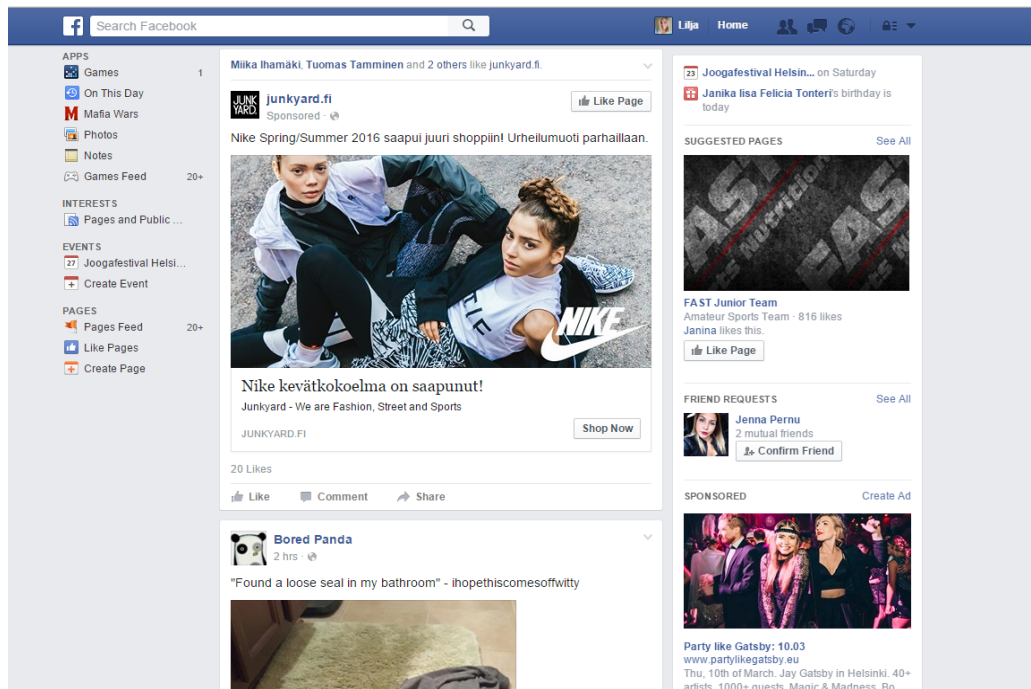 Search Facebook
Lilja
Home
APPS
Games 1
On This Day
Mafia Wars
Photos
Notes
Games Feed 20+
INTERESTS
Pages and Public ...
EVENTS
27 Joogafestival Helsi...
Create Event
PAGES
Pages Feed 20+
Like Pages
Create Page
Miika Ihamäki, Tuomas Tamminen and 2 others like junkyard.fi.
JUNK
YARD.
junkyard.fi
Sponsored ·
Like Page
Nike Spring/Summer 2016 saapui juuri shoppiin! Urheilumuoti parhaillaan.
NIKE
Nike kevätkokoelma on saapunut!
Junkyard - We are Fashion, Street and Sports
JUNKYARD.FI
Shop Now
20 Likes
Like Comment Share
Bored Panda
2 hrs ·
"Found a loose seal in my bathroom" - ihopethiscomesoffwitty
23 Joogafestival Helsin... on Saturday
Janika Iisa Felicia Tonteri's birthday is
today
SUGGESTED PAGES See All
FAST Junior Team
Amateur Sports Team · 816 likes
Janina likes this.
Like Page
FRIEND REQUESTS See All
Jenna Pernu
2 mutual friends
Confirm Friend
SPONSORED Create Ad
Party like Gatsby: 10.03
www.partylikegatsby.eu
Thu, 10th of March. Jay Gatsby in Helsinki. 40+
artists, 1000+ guests, Magic & Madness. Bo